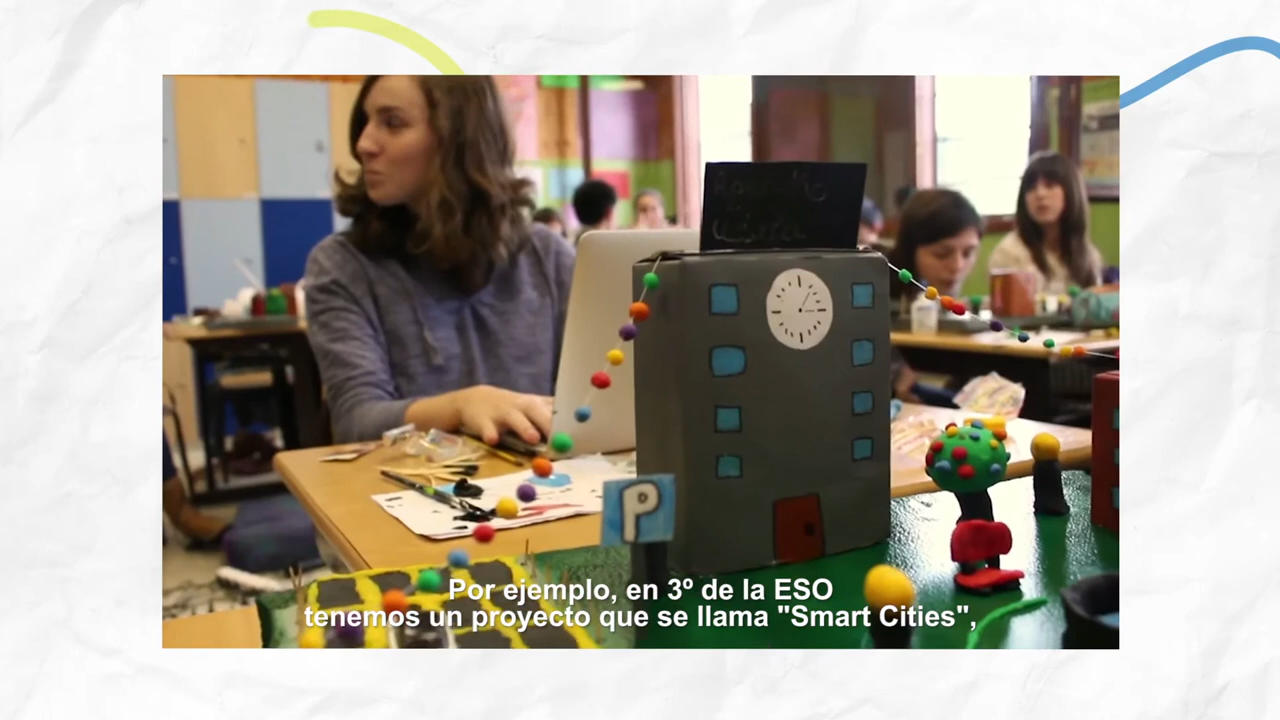 P
Por ejemplo, en 3º de la ESO
tenemos un proyecto que se llama "Smart Cities",